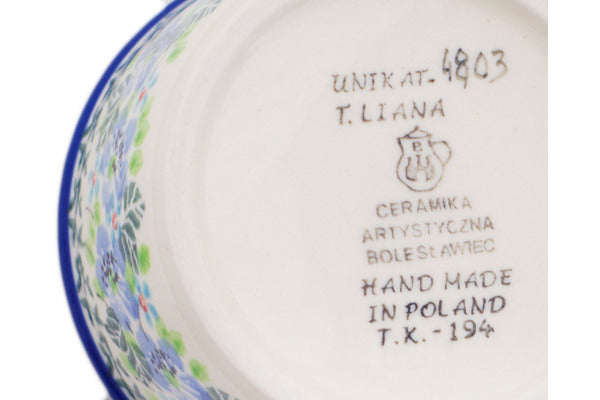 UNIKAT-4803
T. LIANA
CERAMIKA
ARTYSTYCZNA
BOLESŁAWIEC
HAND MADE
IN POLAND
T.K.-194